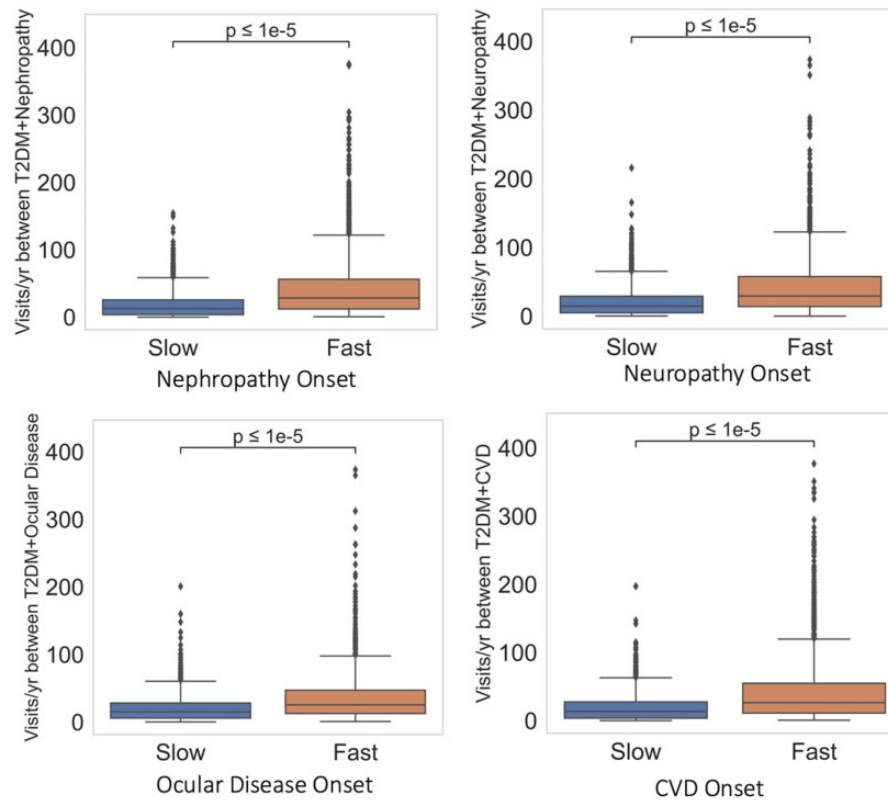 p ≤ 1e-5
Visits/yr between T2DM+Nephropathy
400
300
200
100
0
Slow Fast
Nephropathy Onset
p ≤ 1e-5
Visits/yr between T2DM+Neuropathy
400
300
200
100
0
Slow Fast
Neuropathy Onset
p ≤ 1e-5
Visits/yr between T2DM+Ocular Disease
400
300
200
100
0
Slow Fast
Ocular Disease Onset
p ≤ 1e-5
Visits/yr between T2DM+CVD
400
300
200
100
0
Slow Fast
CVD Onset